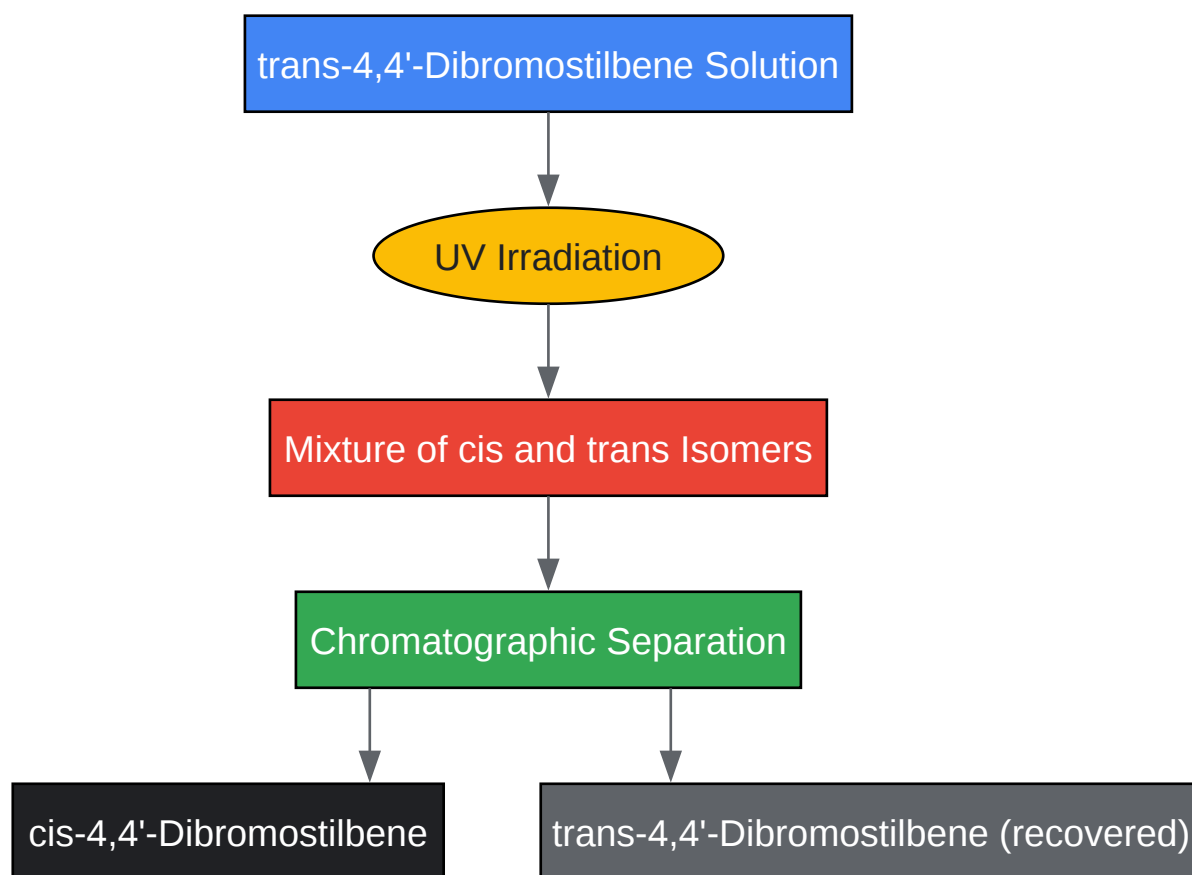 trans-4,4'-Dibromostilbene Solution
UV Irradiation
Mixture of cis and trans Isomers
Chromatographic Separation
cis-4,4'-Dibromostilbene
trans-4,4'-Dibromostilbene (recovered)